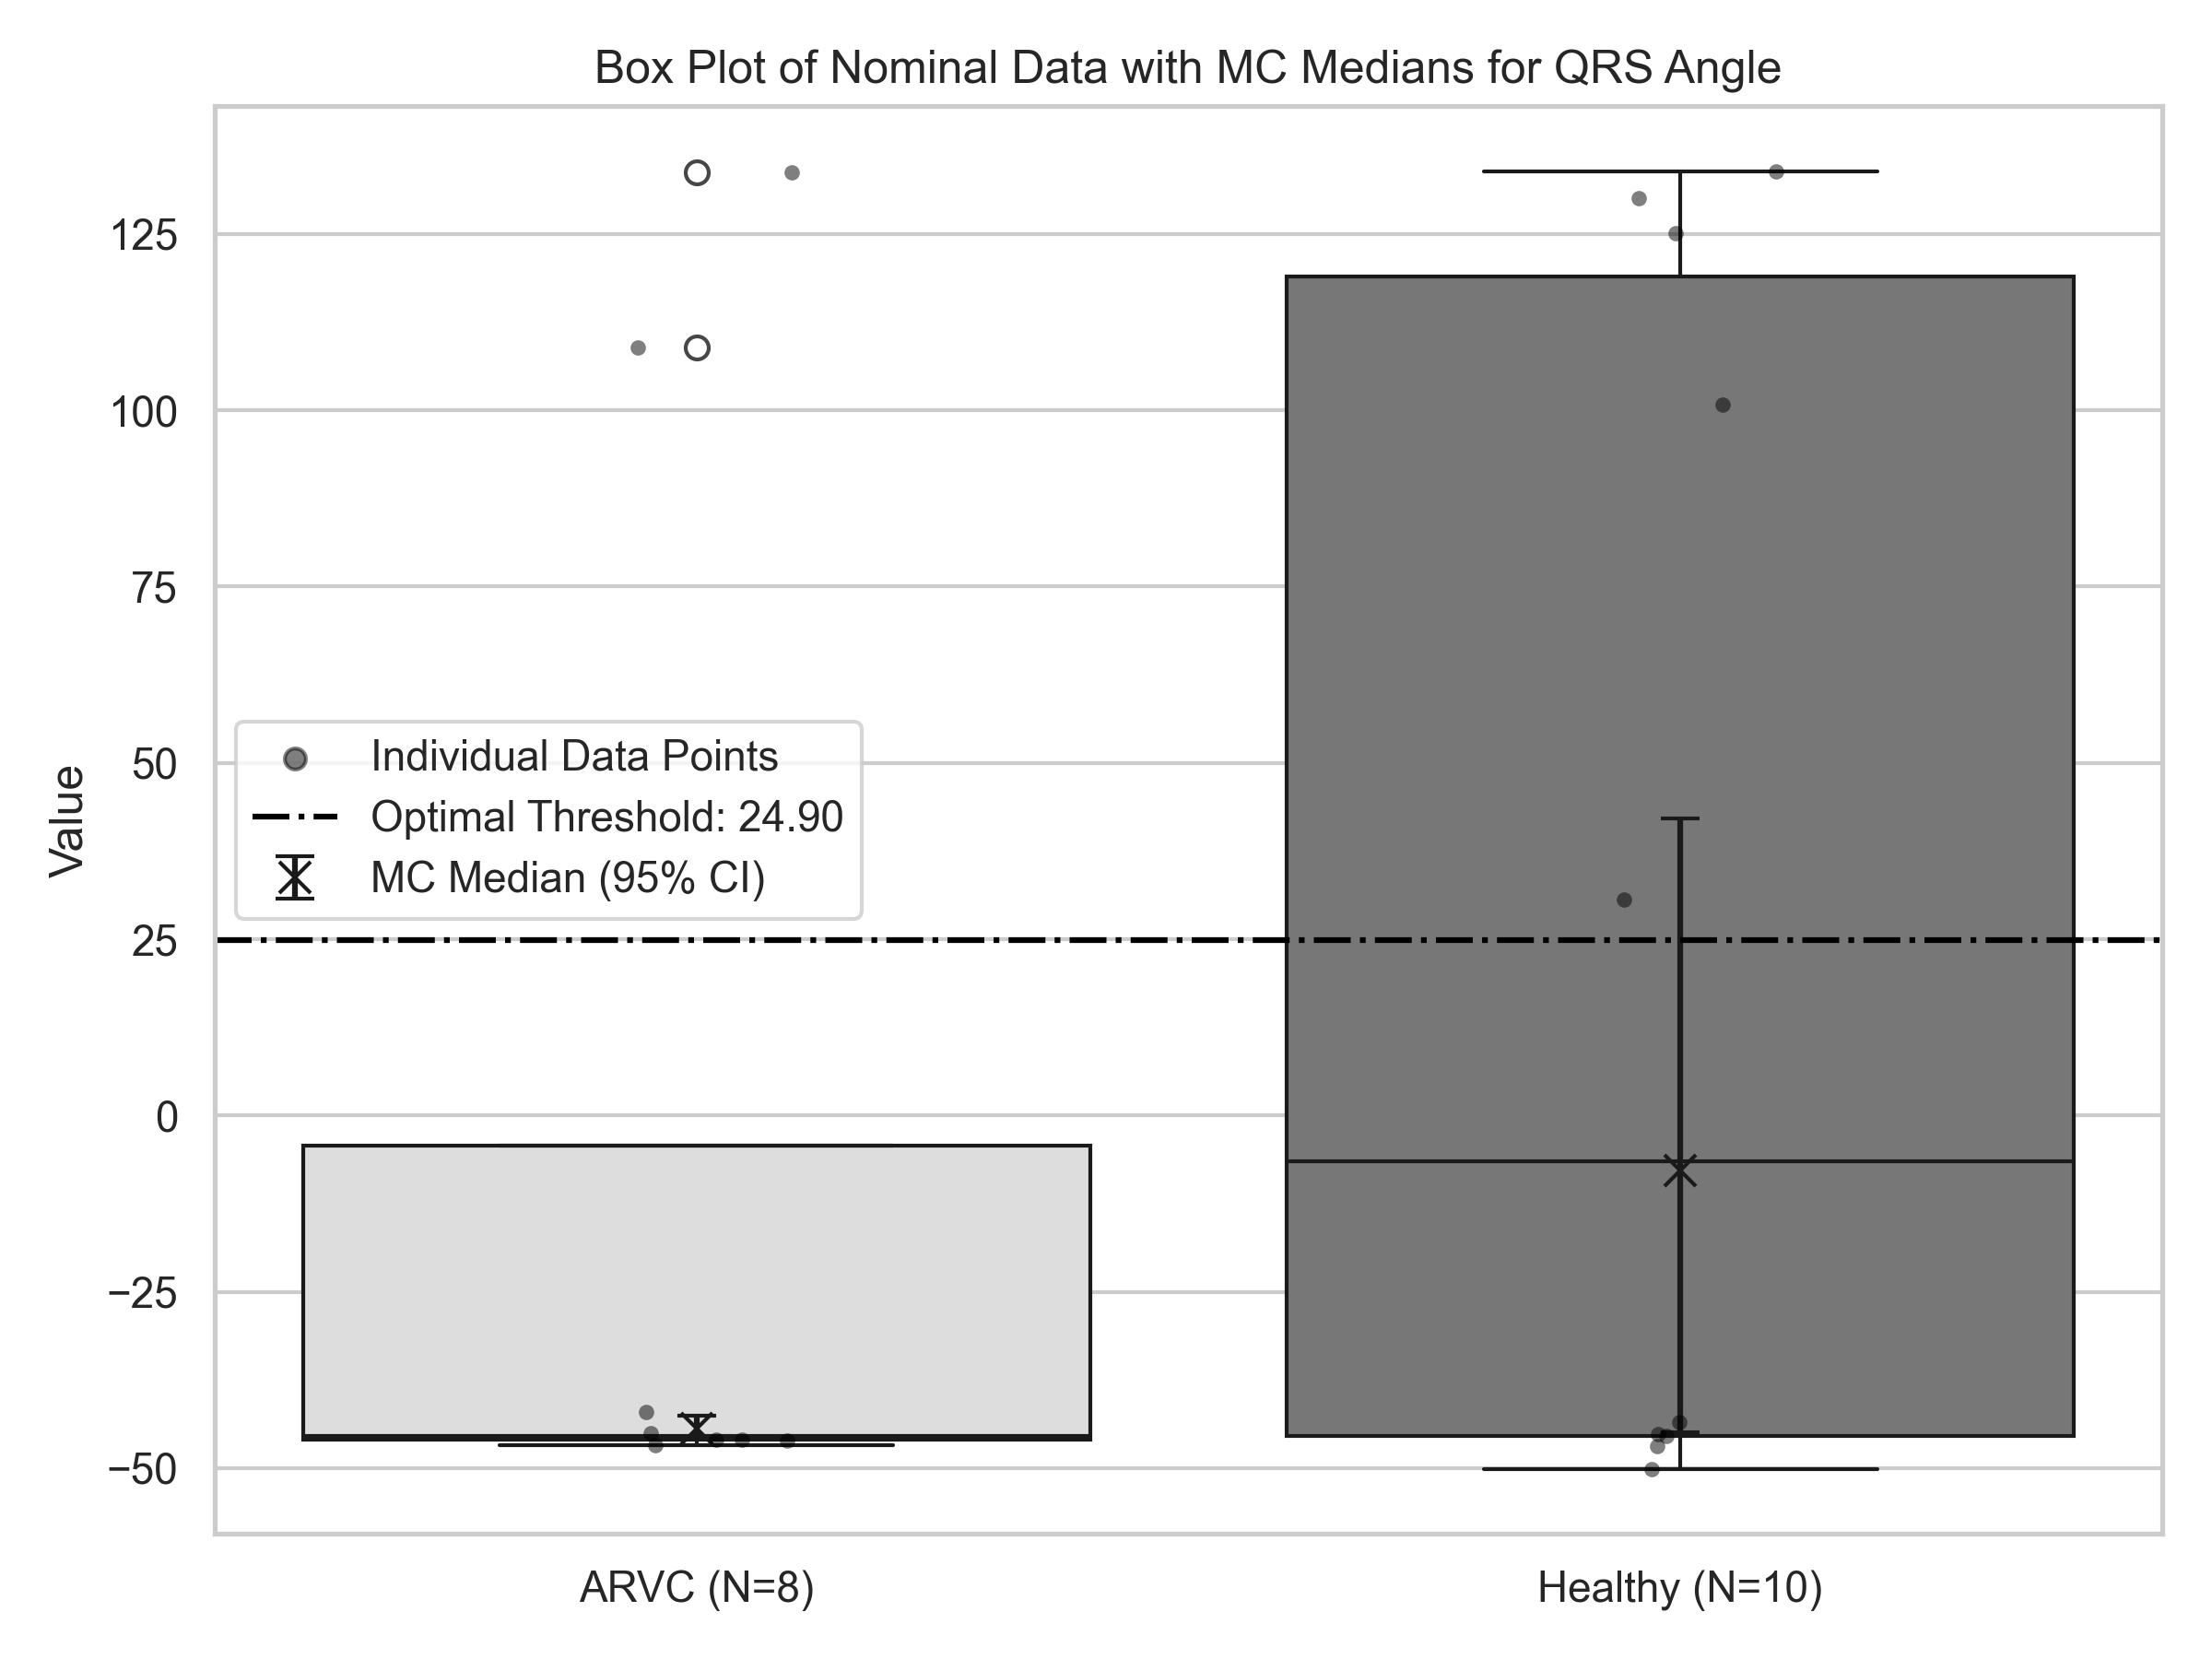 Box Plot of Nominal Data with MC Medians for QRS Angle
Value
125
100
75
50
25
0
−25
−50
Individual Data Points
Optimal Threshold: 24.90
MC Median (95% CI)
ARVC (N=8)
Healthy (N=10)